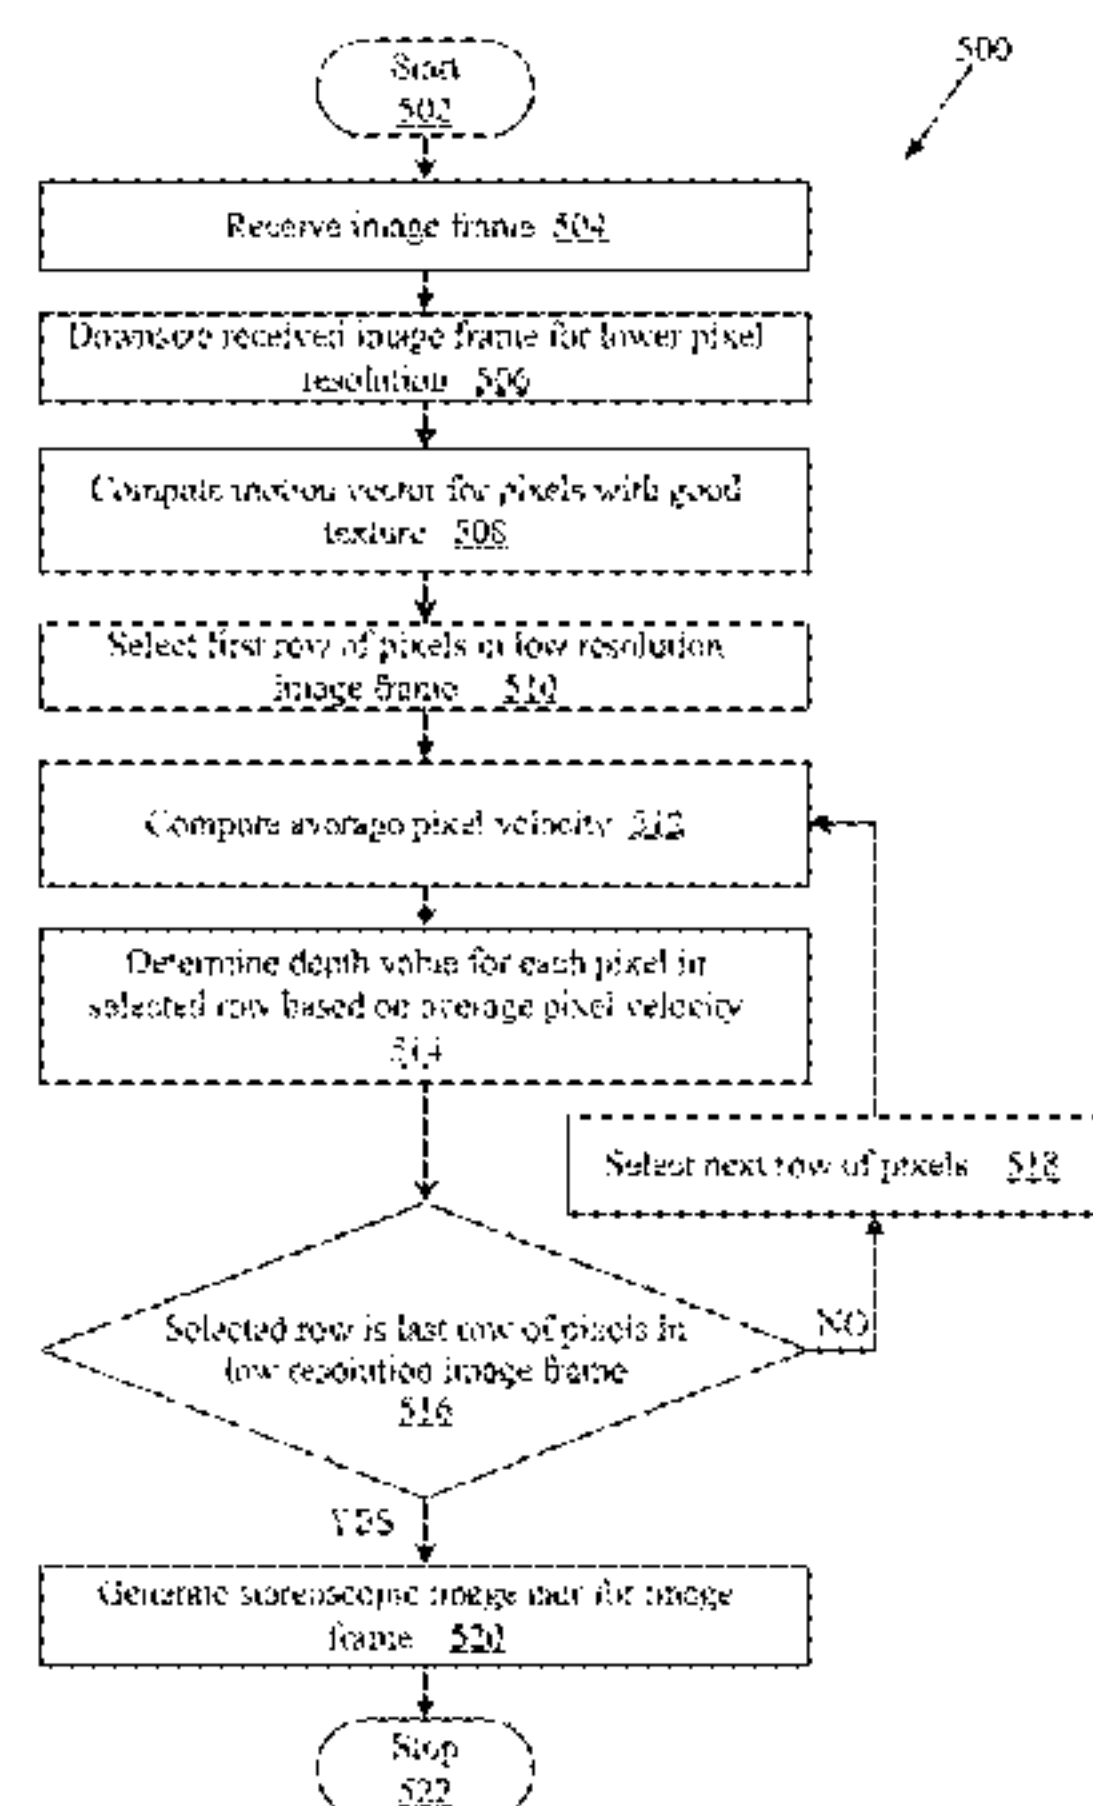 500
Start
502
Receive image frame 504
Downsize received image frame for lower pixel
resolution 506
Compute motion vector for pixels with good
texture 508
Select first row of pixels in low resolution
image frame 510
Compute average pixel velocity 512
Determine depth value for each pixel in
selected row based on average pixel velocity
514
Select next row of pixels 518
Selected row is last row of pixels in
low resolution image frame
516
NO
YES
Generate stereoscopic image pair for image
frame 520
Stop
522